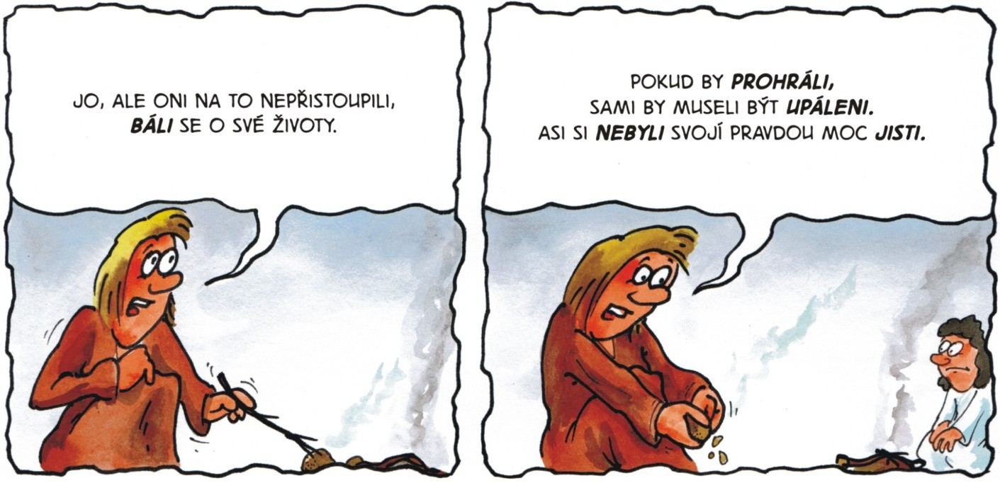 JO, ALE ONI NA TO NEPŘISTOUPILI,
BÁLI SE O SVÉ ŽIVOTY.
POKUD BY PROHRÁLI,
SAMI BY MUSELI BÝT UPÁLENI.
ASI SI NEBYLI SVOJÍ PRAVDOU MOC JISTI.